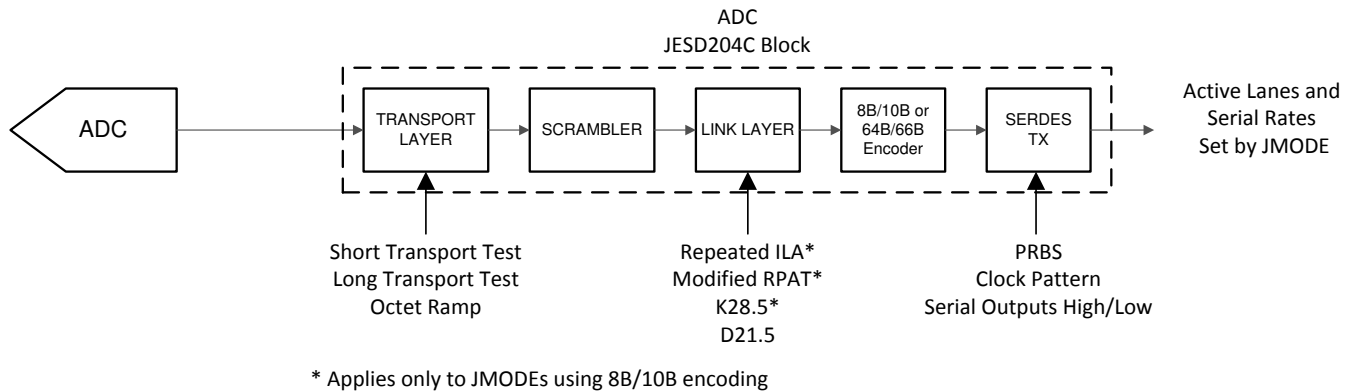 ADC
JESD204C Block
ADC
TRANSPORT
LAYER
SCRAMBLER
LINK LAYER
8B/10B or
64B/66B
Encoder
SERDES
TX
Active Lanes and
Serial Rates
Set by JMODE
Short Transport Test
Long Transport Test
Octet Ramp
Repeated ILA*
Modified RPAT*
K28.5*
D21.5
PRBS
Clock Pattern
Serial Outputs High/Low
* Applies only to JMODEs using 8B/10B encoding